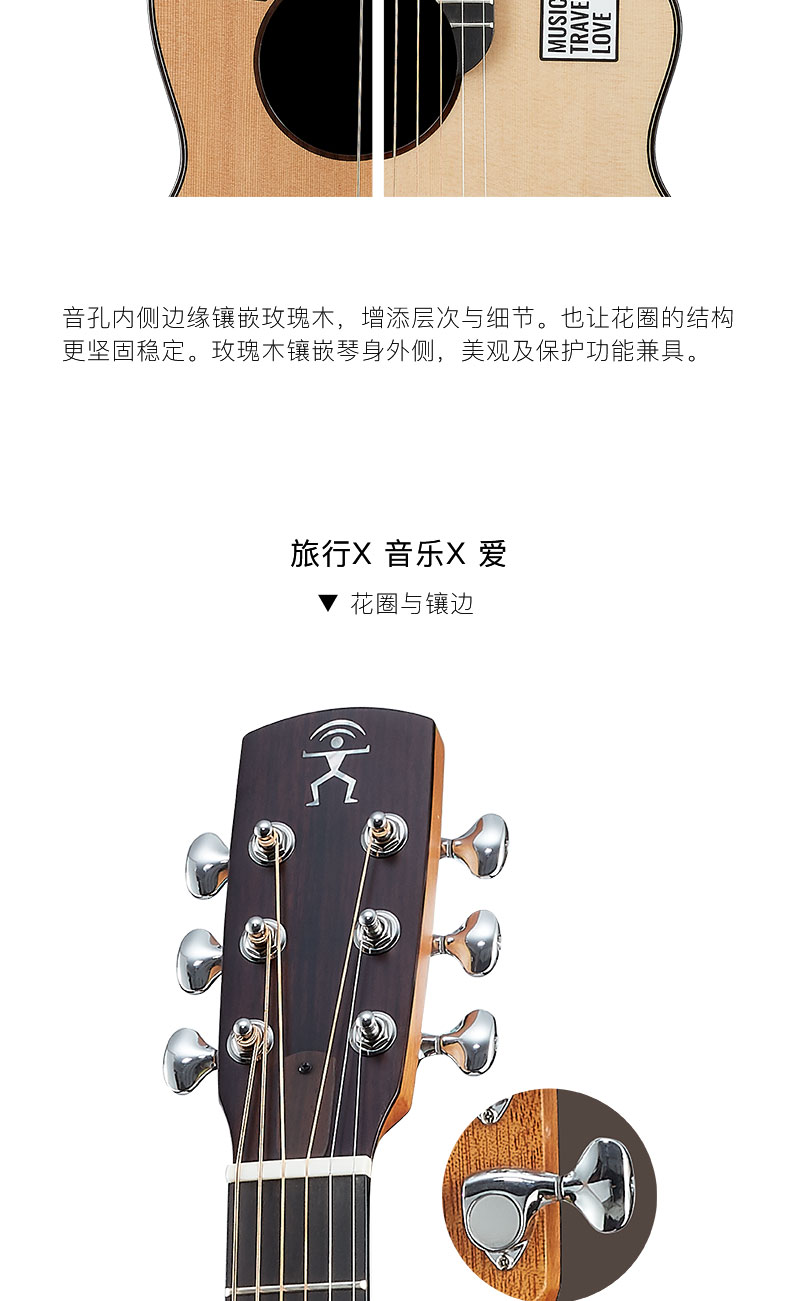 MUSIC
TRAVE
LOVE
音孔内侧边缘镶嵌玫瑰木，增添层次与细节。也让花圈的结构
更坚固稳定。玫瑰木镶嵌琴身外侧，美观及保护功能兼具。
旅行X 音乐X 爱
▼ 花圈与镶边